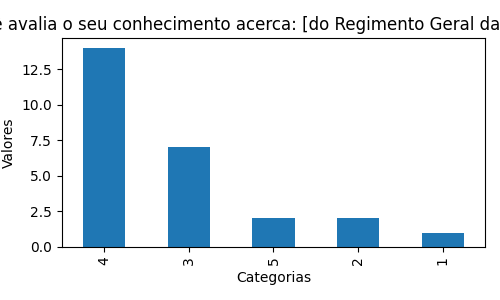 e avalia o seu conhecimento acerca: [do Regimento Geral da
12.5
10.0
7.5
5.0
2.5
0.0
Valores
4 3 5 2 1
Categorias